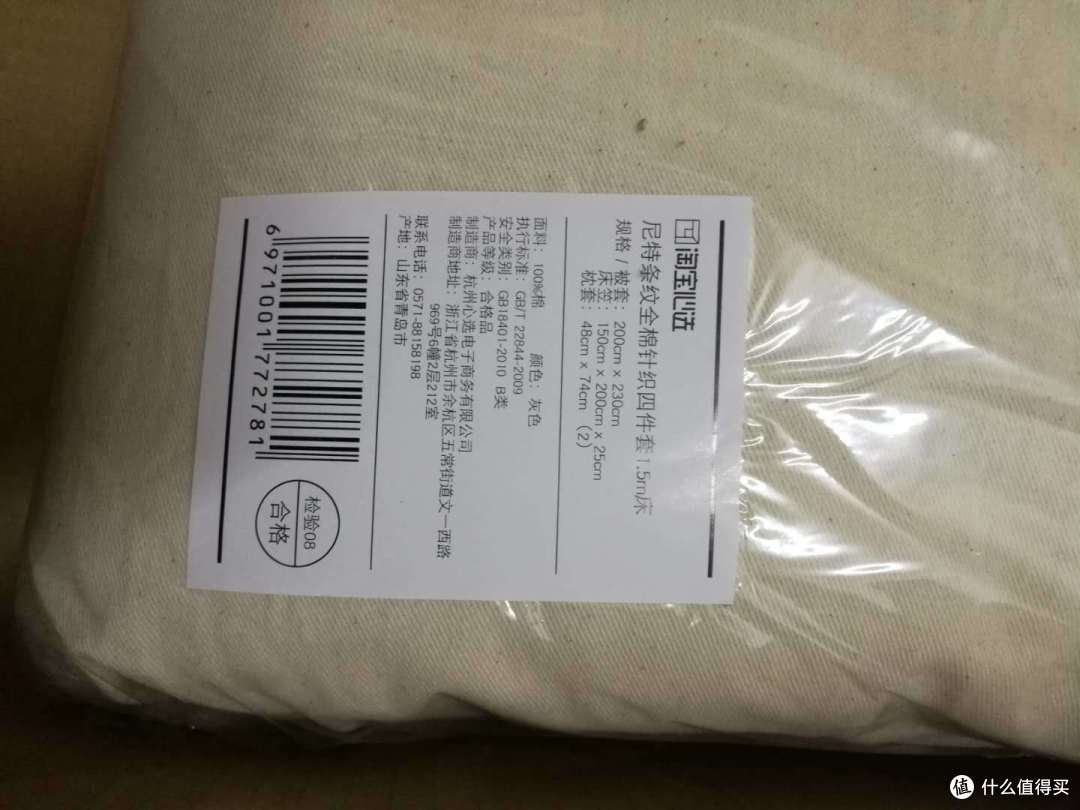 淘宝心选
尼特条纹全棉针织四件套1.5m床
规格 / 被套：200cm x 230cm
床笠：150cm x 200cm x 25cm
枕套：48cm x 74cm（2）
面料：100%棉 颜色：灰色
执行标准：GB/T 22844-2009
安全类别：GB18401-2010 B类
产品等级：合格品
制造商：杭州心选电子商务有限公司
制造商地址：浙江省杭州市余杭区五常街道文一西路
969号6幢2层212室
联系电话：0571-88158198
产地：山东省青岛市
6971001772781
检验08
合格
值 什么值得买